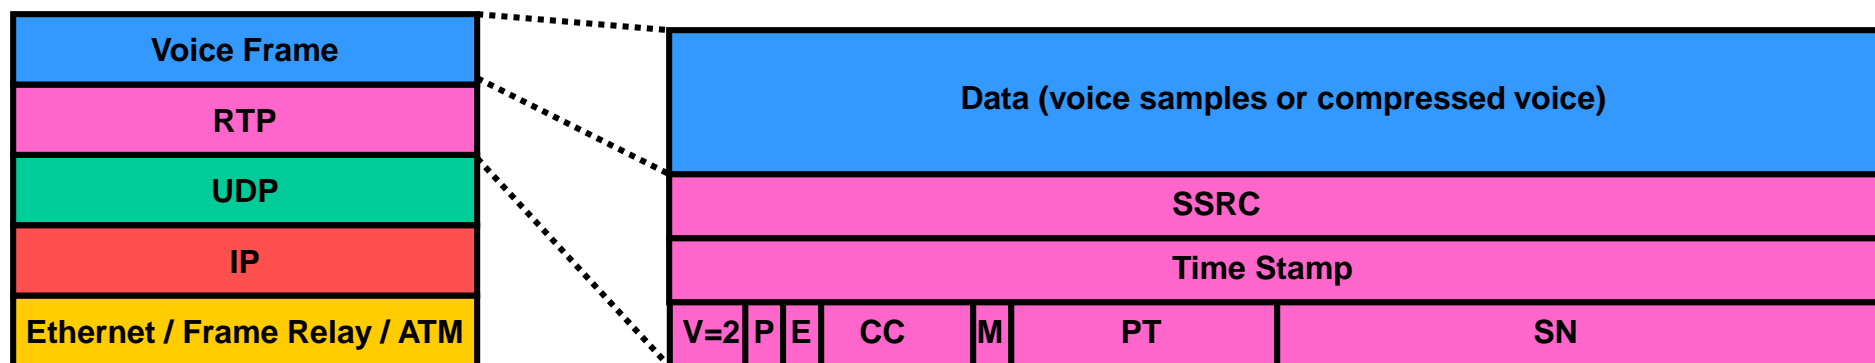 Voice Frame
RTP
UDP
IP
Ethernet / Frame Relay / ATM
Data (voice samples or compressed voice)
SSRC
Time Stamp
V=2 P E CC M PT SN